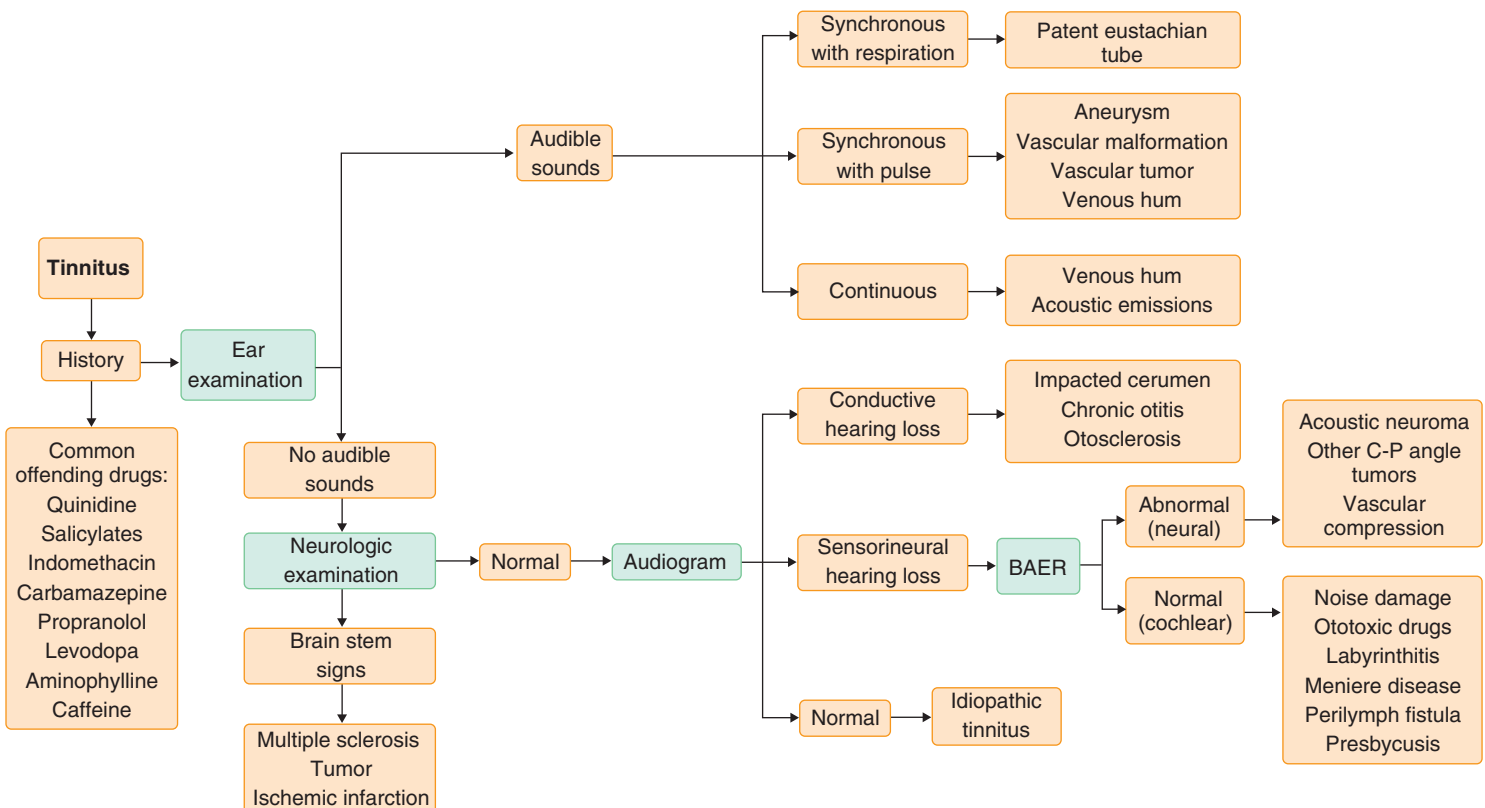 Tinnitus
History
Common
offending drugs:
Quinidine
Salicylates
Indomethacin
Carbamazepine
Propranolol
Levodopa
Aminophylline
Caffeine
Ear
examination
Audible
sounds
Synchronous
with respiration
Patent eustachian
tube
Synchronous
with pulse
Aneurysm
Vascular malformation
Vascular tumor
Venous hum
Continuous
Venous hum
Acoustic emissions
No audible
sounds
Neurologic
examination
Brain stem
signs
Multiple sclerosis
Tumor
Ischemic infarction
Normal
Audiogram
Conductive
hearing loss
Impacted cerumen
Chronic otitis
Otosclerosis
Sensorineural
hearing loss
BAER
Abnormal
(neural)
Acoustic neuroma
Other C-P angle
tumors
Vascular
compression
Normal
(cochlear)
Noise damage
Ototoxic drugs
Labyrinthitis
Meniere disease
Perilymph fistula
Presbycusis
Normal
Idiopathic
tinnitus